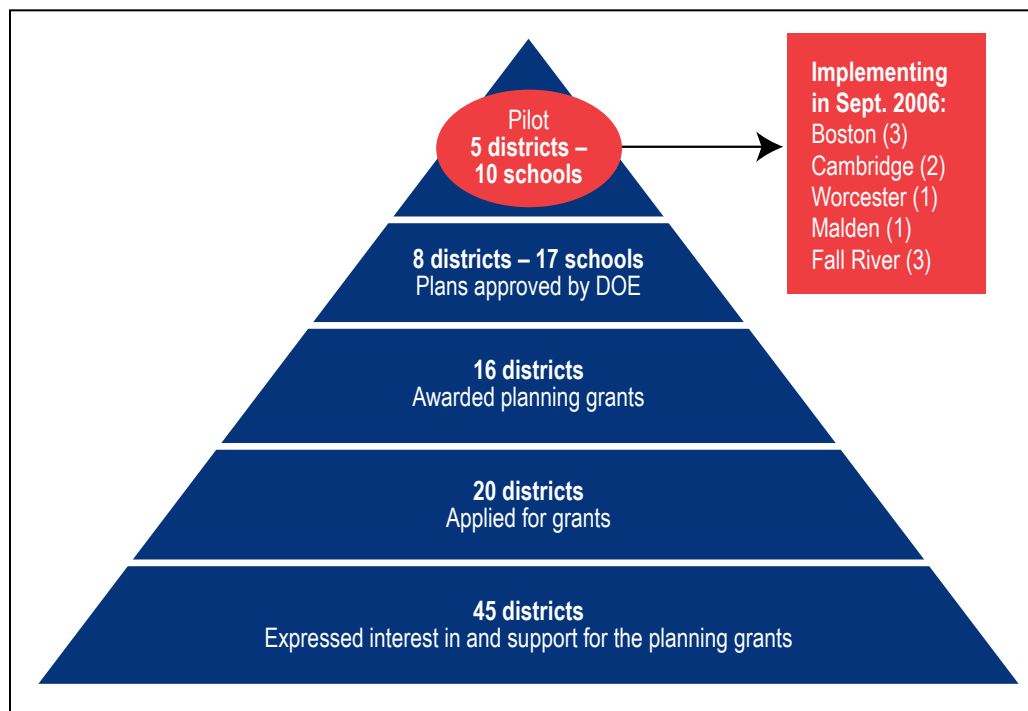 Pilot
5 districts –
10 schools
Implementing
in Sept. 2006:
Boston (3)
Cambridge (2)
Worcester (1)
Malden (1)
Fall River (3)
8 districts – 17 schools
Plans approved by DOE
16 districts
Awarded planning grants
20 districts
Applied for grants
45 districts
Expressed interest in and support for the planning grants